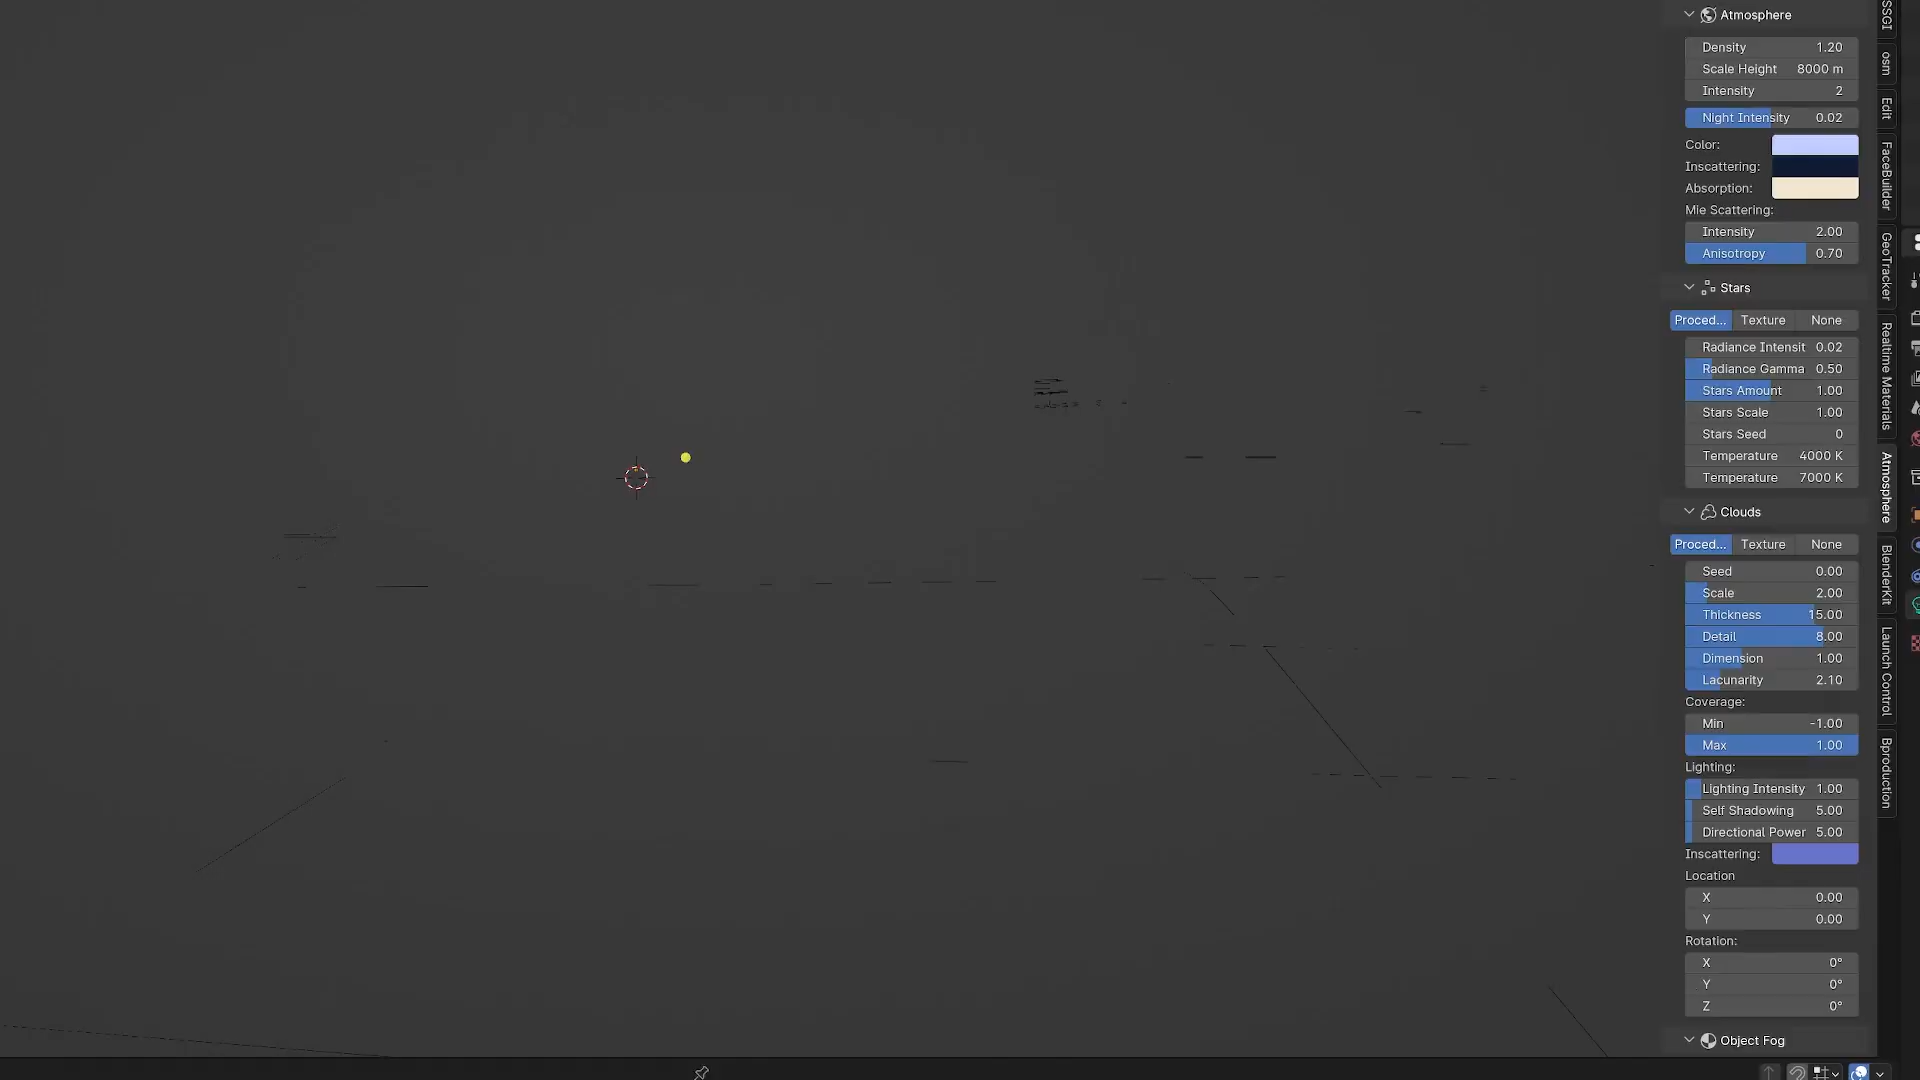 Atmosphere
Density 1.20
Scale Height 8000 m
Intensity 2
Night Intensity 0.02
Color:
Inscattering:
Absorption:
Mie Scattering:
Intensity 2.00
Anisotropy 0.70
Stars
Proced... Texture None
Radiance Intensit 0.02
Radiance Gamma 0.50
Stars Amount 1.00
Stars Scale 1.00
Stars Seed 0
Temperature 4000 K
Temperature 7000 K
Clouds
Proced... Texture None
Seed 0.00
Scale 2.00
Thickness 15.00
Detail 8.00
Dimension 1.00
Lacunarity 2.10
Coverage:
Min -1.00
Max 1.00
Lighting:
Lighting Intensity 1.00
Self Shadowing 5.00
Directional Power 5.00
Inscattering:
Location
X 0.00
Y 0.00
Rotation:
X 0°
Y 0°
Z 0°
Object Fog
SSGI
osm
Edit
FaceBuilder
GeoTracker
Realtime Materials
Atmosphere
BlenderKit
Launch Control
Bproduction